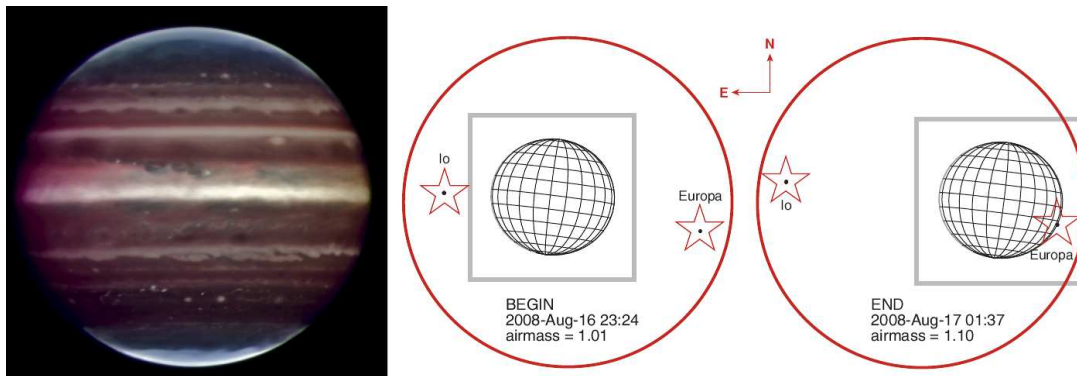 N
E
Io
Europa
BEGIN
2008-Aug-16 23:24
airmass = 1.01
Io
Europa
END
2008-Aug-17 01:37
airmass = 1.10